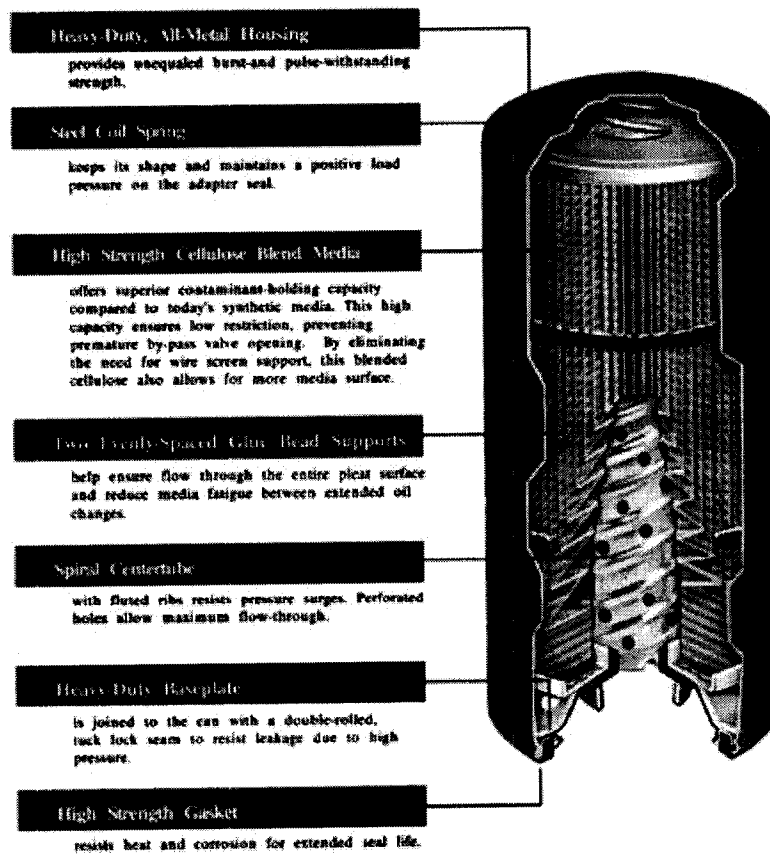 Heavy-Duty, All-Metal Housing
provides unequaled burst-and pulse-withstanding
strength.
Steel Coil Spring
keeps its shape and maintains a positive load
pressure on the adapter seal.
High Strength Cellulose Blend Media
offers superior contaminant-holding capacity
compared to today's synthetic media. This high
capacity ensures low restriction, preventing
premature by-pass valve opening. By eliminating
the need for wire screen support, this blended
cellulose also allows for more media surface.
Two Evenly-Spaced Glue Bead Supports
help ensure flow through the entire pleat surface
and reduce media fatigue between extended oil
changes.
Spiral Centertube
with fluted ribs resists pressure surges. Perforated
holes allow maximum flow-through.
Heavy-Duty Baseplate
is joined to the can with a double-rolled,
tuck lock seam to resist leakage due to high
pressure.
High Strength Gasket
resists heat and corrosion for extended seal life.